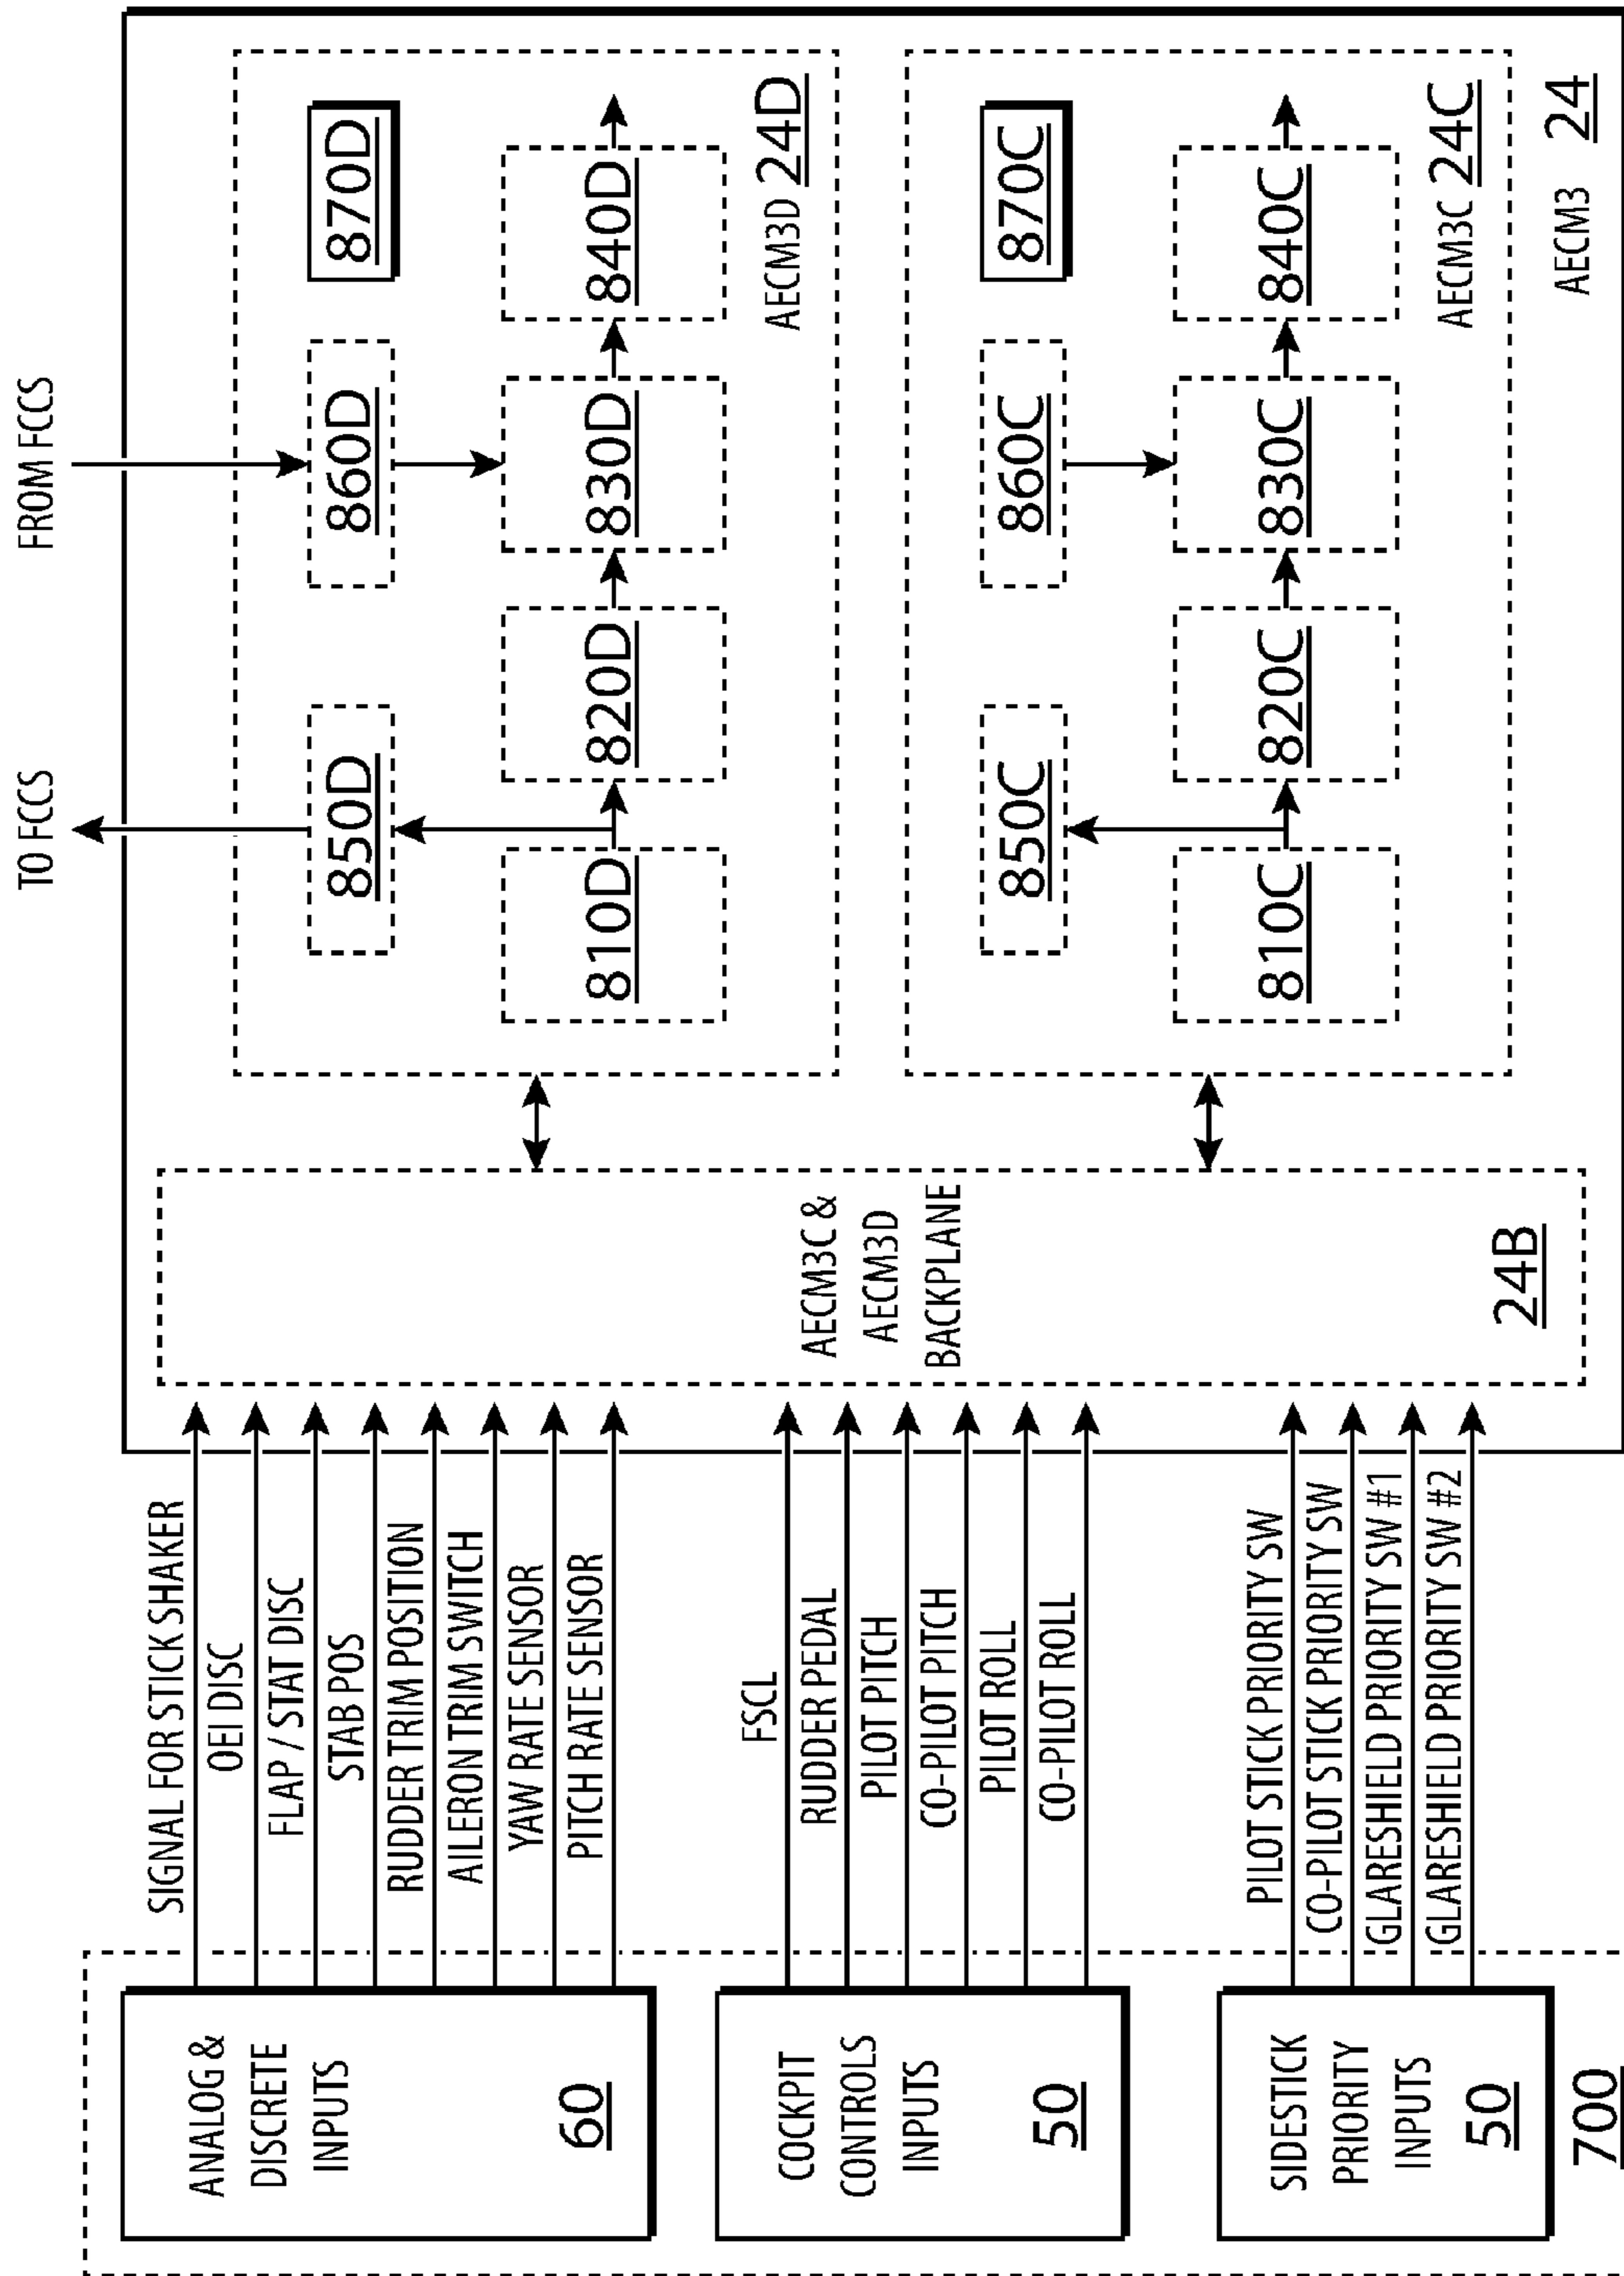 ANALOG &
DISCRETE
INPUTS
60
COCKPIT
CONTROLS
INPUTS
50
SIDESTICK
PRIORITY
INPUTS
50
700
SIGNAL FOR STICK SHAKER
OEI DISC
FLAP / STAT DISC
STAB POS
RUDDER TRIM POSITION
AILERON TRIM SWITCH
YAW RATE SENSOR
PITCH RATE SENSOR
FSCL
RUDDER PEDAL
PILOT PITCH
CO-PILOT PITCH
PILOT ROLL
CO-PILOT ROLL
PILOT STICK PRIORITY SW
CO-PILOT STICK PRIORITY SW
GLARESHIELD PRIORITY SW #1
GLARESHIELD PRIORITY SW #2
AECM3C &
AECM3D
BACKPLANE
24B
TO FCCS
FROM FCCS
850D
860D
870D
810D
820D
830D
840D
AECM3D 24D
850C
860C
870C
810C
820C
830C
840C
AECM3C 24C
AECM3 24